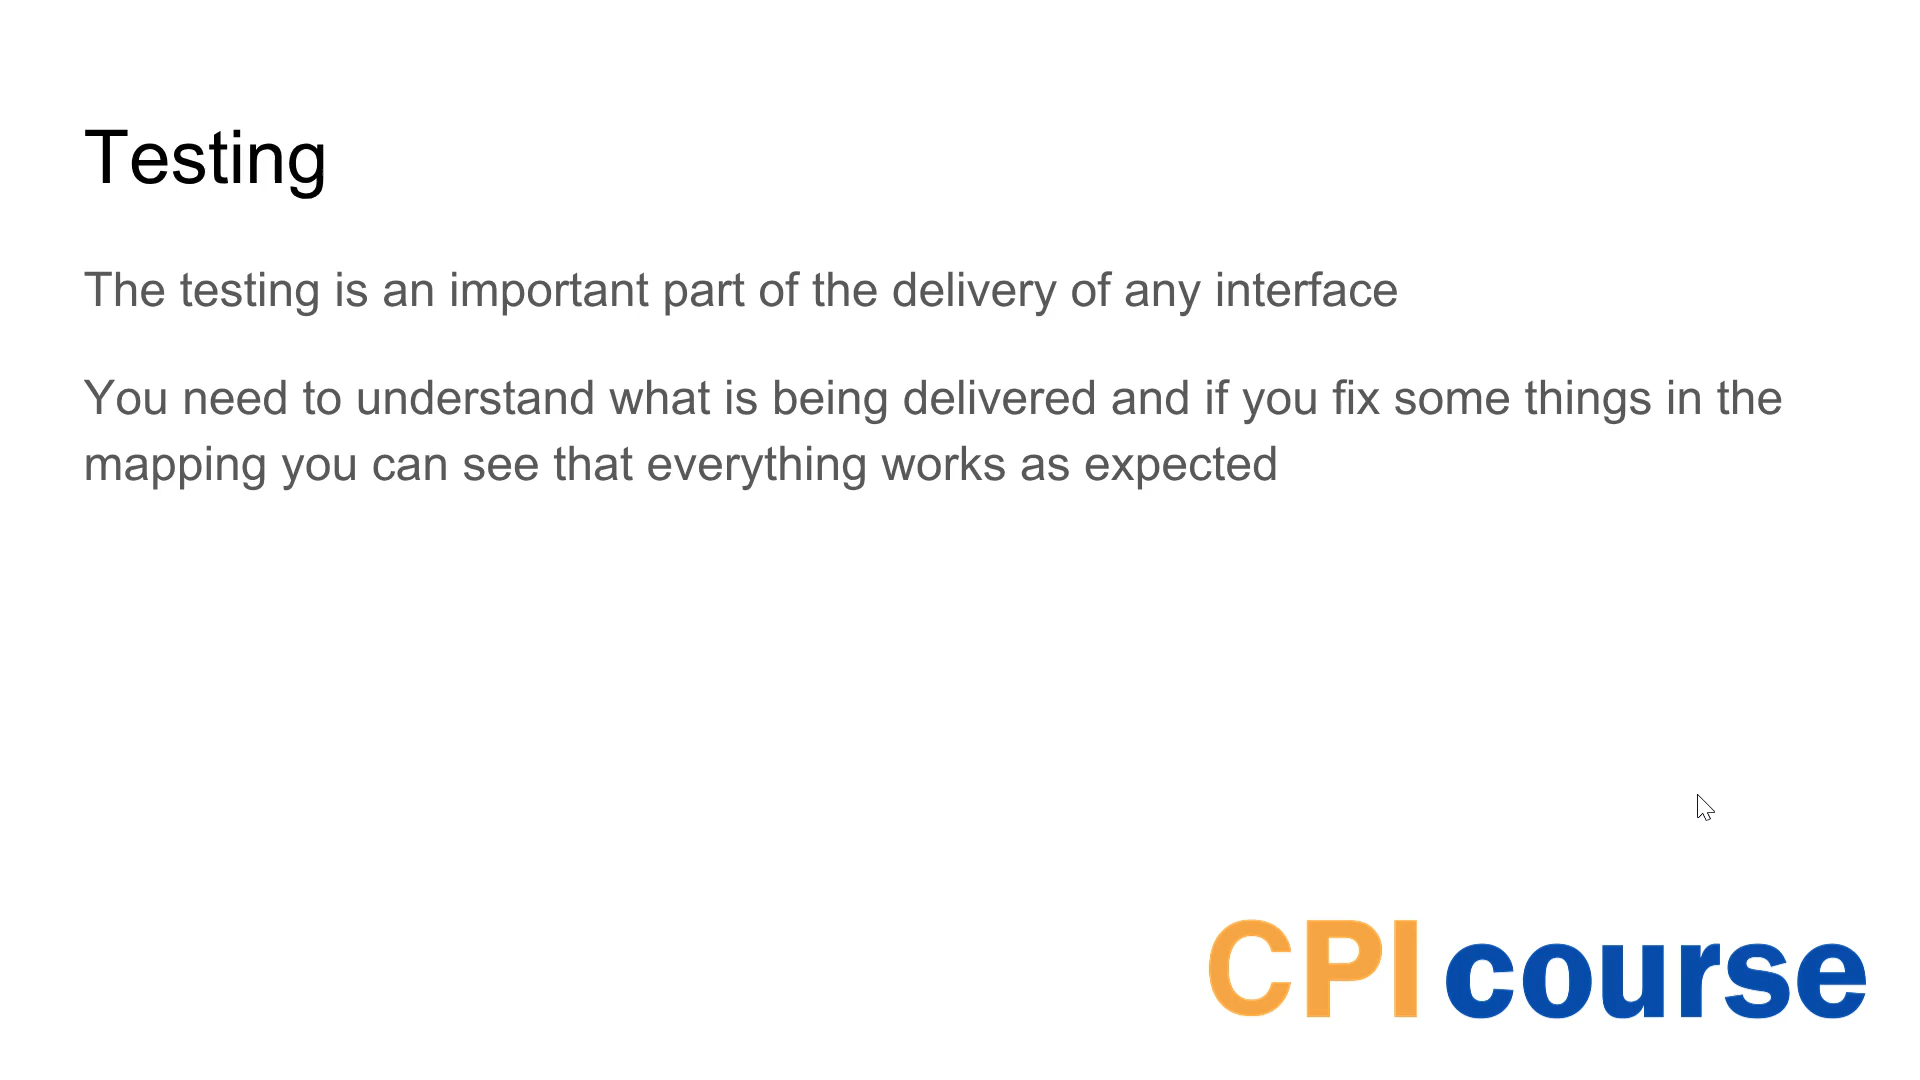 Testing
The testing is an important part of the delivery of any interface
You need to understand what is being delivered and if you fix some things in the
mapping you can see that everything works as expected
CPI course